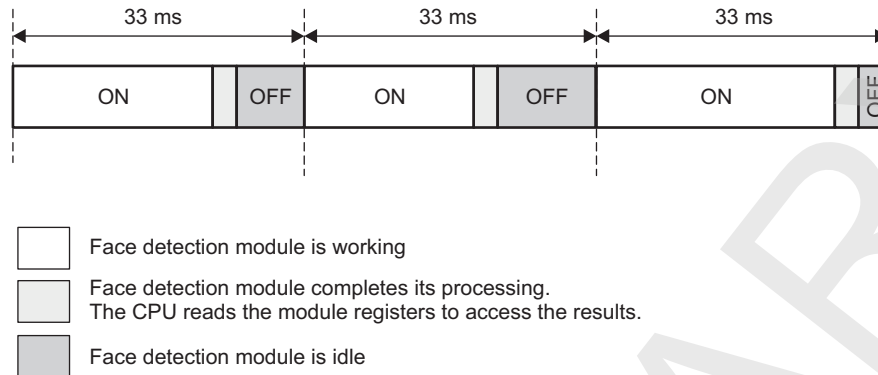 33 ms 33 ms 33 ms
ON OFF ON OFF ON OFF
Face detection module is working
Face detection module completes its processing.
The CPU reads the module registers to access the results.
Face detection module is idle